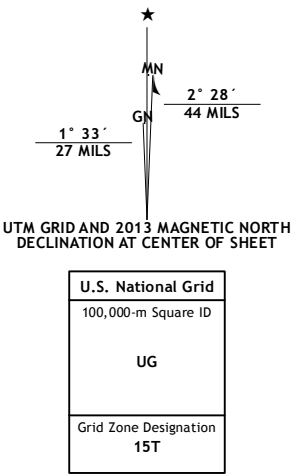 ★
MN
2° 28´
44 MILS
GN
1° 33´
27 MILS
UTM GRID AND 2013 MAGNETIC NORTH
DECLINATION AT CENTER OF SHEET
U.S. National Grid
100,000-m Square ID
UG
Grid Zone Designation
15T